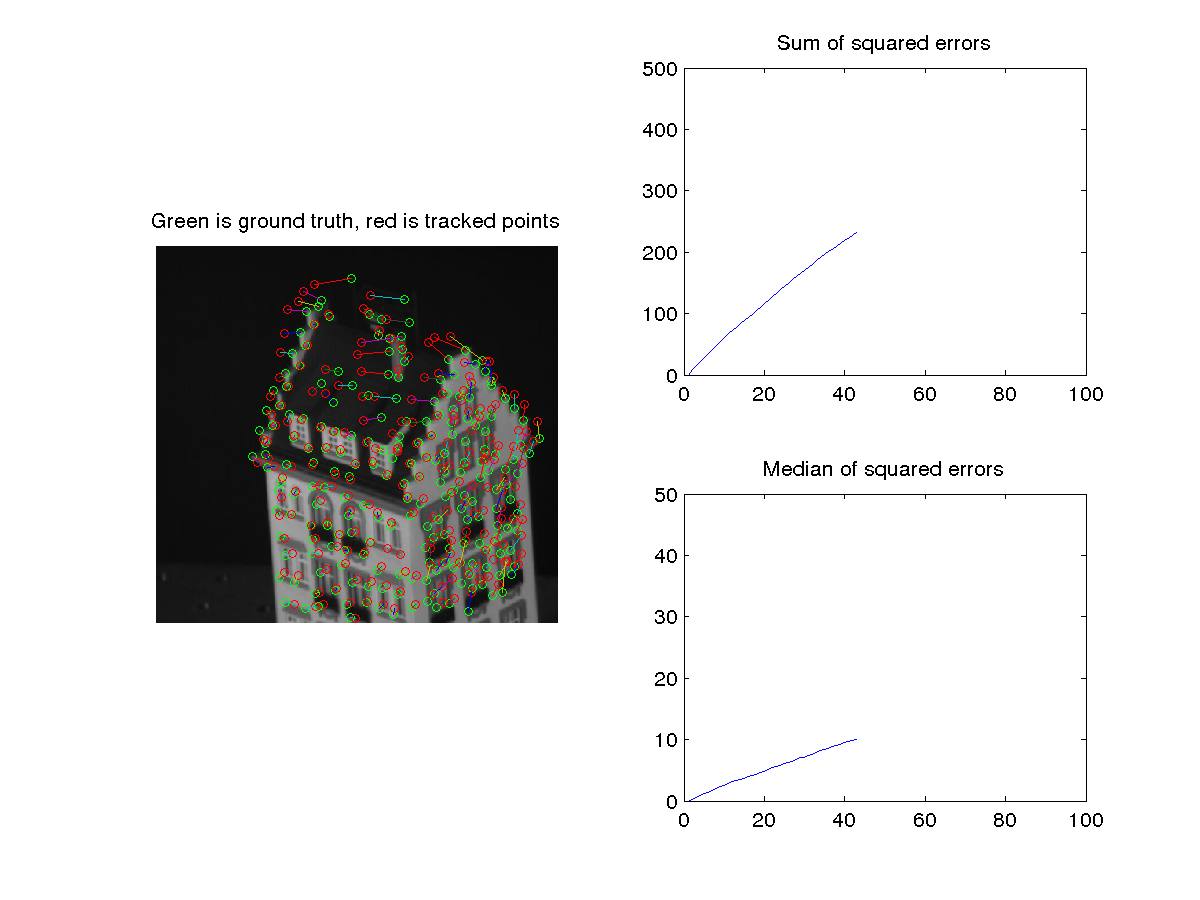 Green is ground truth, red is tracked points
Sum of squared errors
500
400
300
200
100
0
0 20 40 60 80 100
Median of squared errors
50
40
30
20
10
0
0 20 40 60 80 100